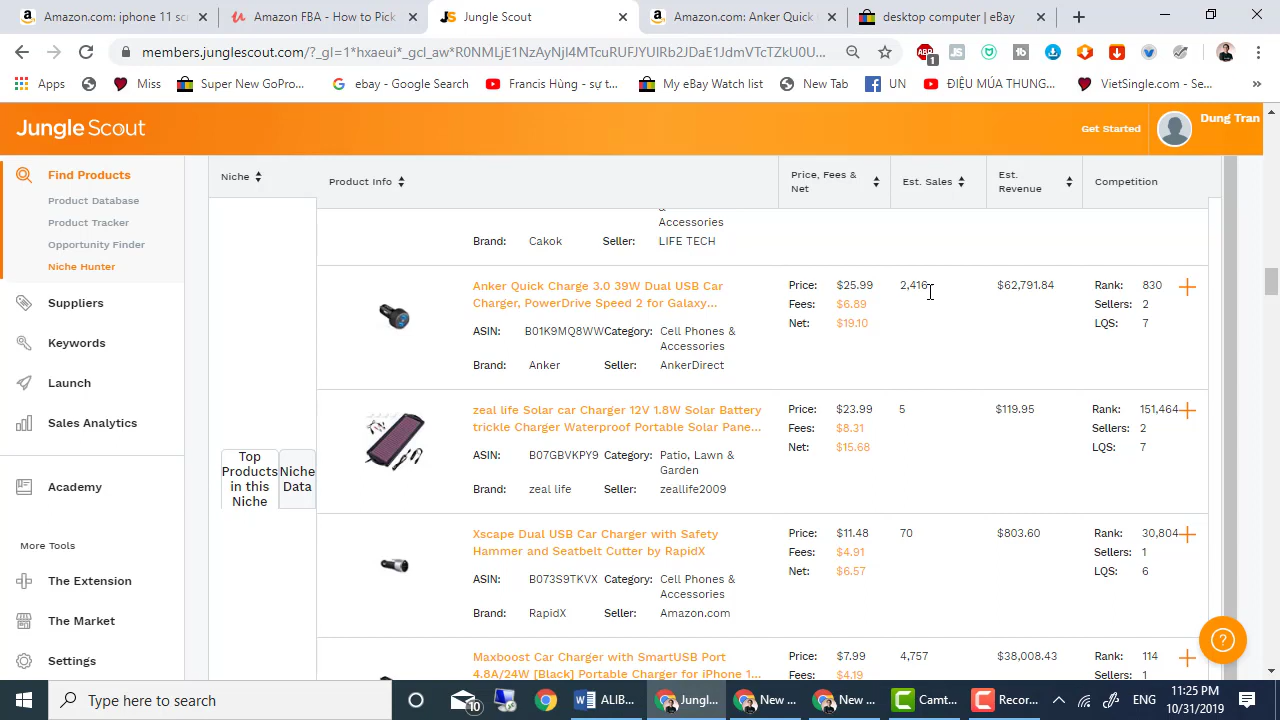 Amazon.com: iphone 11 scr
Amazon FBA - How to Pick
Jungle Scout
Amazon.com: Anker Quick C
desktop computer | eBay
members.junglescout.com/?_gl=1*hxaeui*_gcl_aw*R0NMLjE1NzAyNjI4MTcuRUFJYUlRb2JDaE1JdmVTcTZKU0U...
Apps
Miss
Super New GoPro...
ebay - Google Search
Francis Hùng - sự t...
My eBay Watch list
New Tab
UN
ĐIỆU MÚA THUNG...
VietSingle.com - Se...
Jungle Scout
Get Started
Dung Tran
Find Products
Product Database
Product Tracker
Opportunity Finder
Niche Hunter
Suppliers
Keywords
Launch
Sales Analytics
Academy
More Tools
The Extension
The Market
Settings
Niche
Product Info
Price, Fees &
Net
Est. Sales
Est.
Revenue
Competition
Top
Products
in this
Niche
Niche
Data
&
Accessories
Brand: Cakok Seller: LIFE TECH
Anker Quick Charge 3.0 39W Dual USB Car
Charger, PowerDrive Speed 2 for Galaxy...
ASIN: B01K9MQ8WW Category: Cell Phones &
Accessories
Brand: Anker Seller: AnkerDirect
Price: $25.99
Fees: $6.89
Net: $19.10
2,416
$62,791.84
Rank: 830
Sellers: 2
LQS: 7
zeal life Solar car Charger 12V 1.8W Solar Battery
trickle Charger Waterproof Portable Solar Pane...
ASIN: B07GBVKPY9 Category: Patio, Lawn &
Garden
Brand: zeal life Seller: zeallife2009
Price: $23.99
Fees: $8.31
Net: $15.68
5
$119.95
Rank: 151,464
Sellers: 2
LQS: 7
Xscape Dual USB Car Charger with Safety
Hammer and Seatbelt Cutter by RapidX
ASIN: B073S9TKVX Category: Cell Phones &
Accessories
Brand: RapidX Seller: Amazon.com
Price: $11.48
Fees: $4.91
Net: $6.57
70
$803.60
Rank: 30,804
Sellers: 1
LQS: 6
Maxboost Car Charger with SmartUSB Port
4.8A/24W [Black] Portable Charger for iPhone 1...
Price: $7.99
Fees: $4.19
4,757
$38,008.43
Rank: 114
Sellers: 1
Type here to search
10
ALIB...
Jungl...
New ...
New ...
Camt...
Recor...
ENG
11:25 PM
10/31/2019